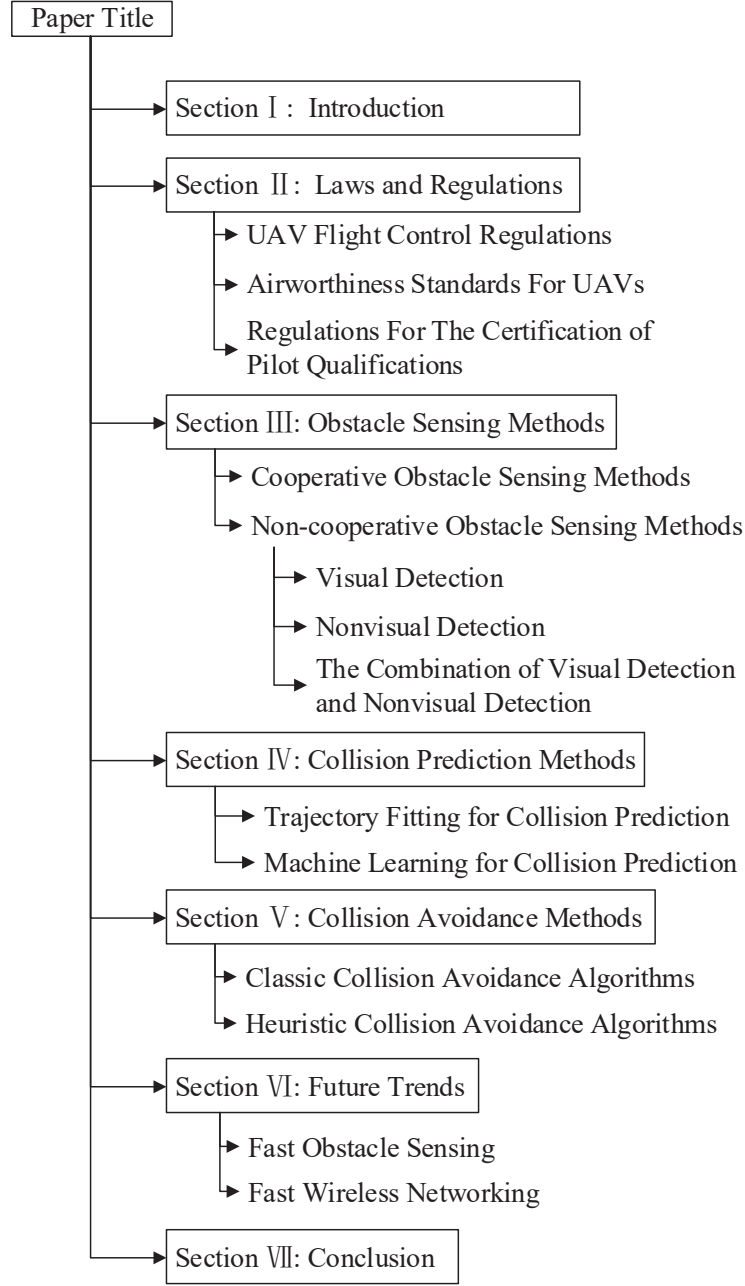 Paper Title
Section Ⅰ: Introduction
Section Ⅱ: Laws and Regulations
UAV Flight Control Regulations
Airworthiness Standards For UAVs
Regulations For The Certification of
Pilot Qualifications
Section Ⅲ: Obstacle Sensing Methods
Cooperative Obstacle Sensing Methods
Non-cooperative Obstacle Sensing Methods
Visual Detection
Nonvisual Detection
The Combination of Visual Detection
and Nonvisual Detection
Section Ⅳ: Collision Prediction Methods
Trajectory Fitting for Collision Prediction
Machine Learning for Collision Prediction
Section Ⅴ: Collision Avoidance Methods
Classic Collision Avoidance Algorithms
Heuristic Collision Avoidance Algorithms
Section Ⅵ: Future Trends
Fast Obstacle Sensing
Fast Wireless Networking
Section Ⅶ: Conclusion